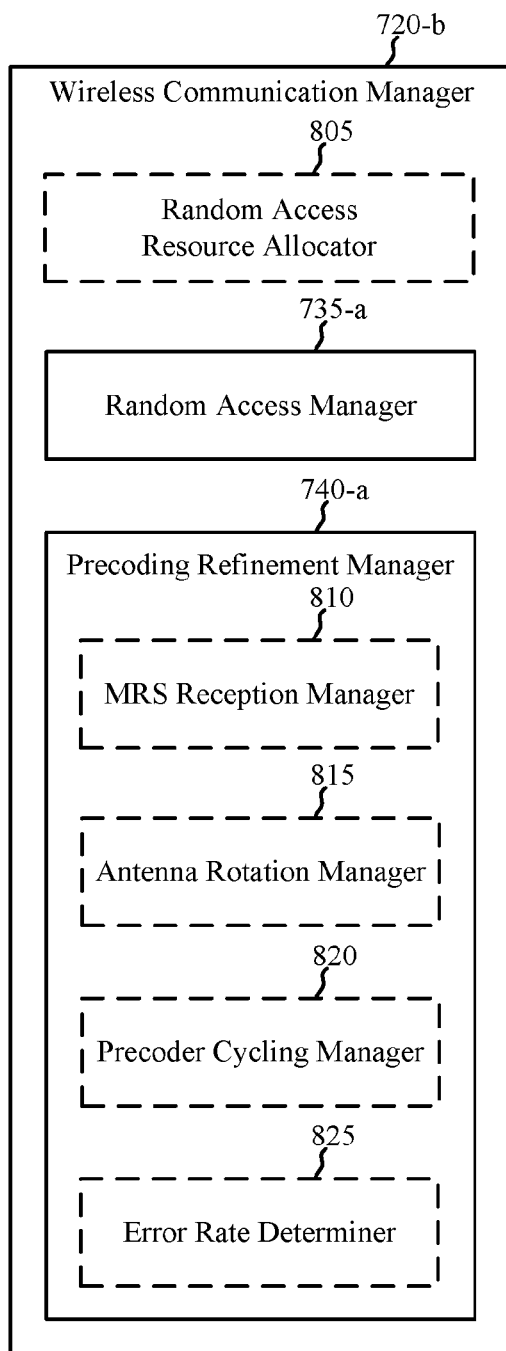 720-b
Wireless Communication Manager
805
Random Access
Resource Allocator
735-a
Random Access Manager
740-a
Precoding Refinement Manager
810
MRS Reception Manager
815
Antenna Rotation Manager
820
Precoder Cycling Manager
825
Error Rate Determiner